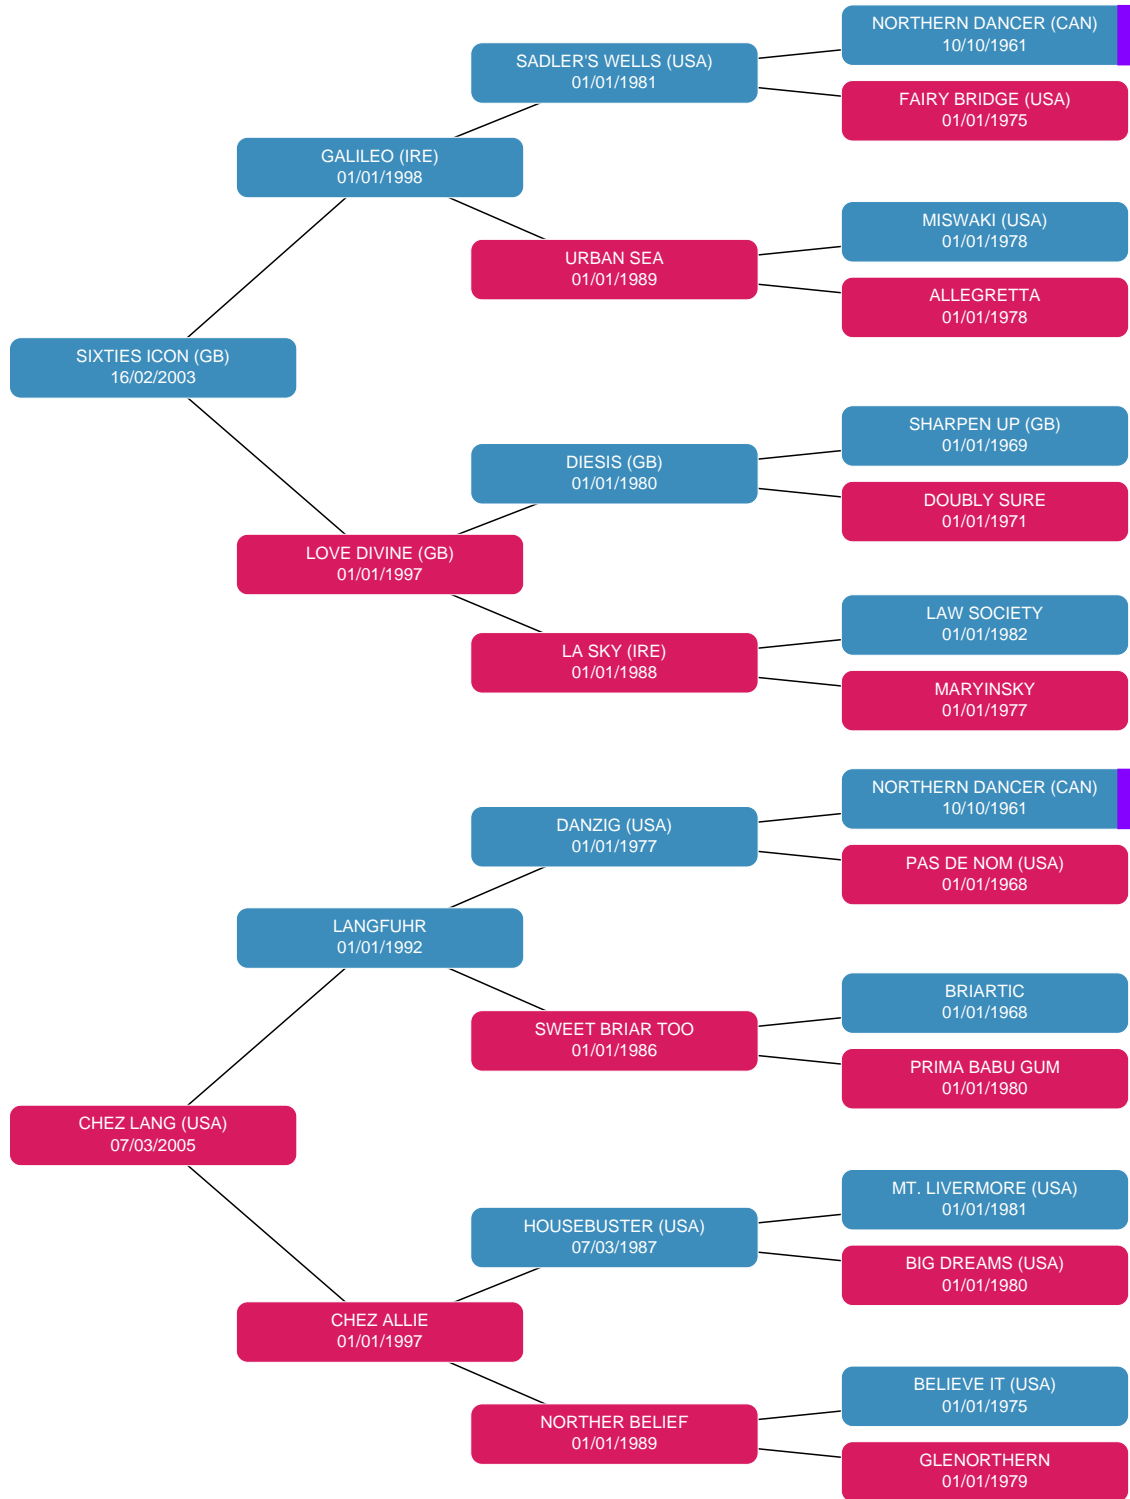 NORTHERN DANCER (CAN)
10/10/1961
SADLER'S WELLS (USA)
01/01/1981
FAIRY BRIDGE (USA)
01/01/1975
GALILEO (IRE)
01/01/1998
MISWAKI (USA)
01/01/1978
URBAN SEA
01/01/1989
ALLEGRETTA
01/01/1978
SIXTIES ICON (GB)
16/02/2003
SHARPEN UP (GB)
01/01/1969
DIESIS (GB)
01/01/1980
DOUBLY SURE
01/01/1971
LOVE DIVINE (GB)
01/01/1997
LAW SOCIETY
01/01/1982
LA SKY (IRE)
01/01/1988
MARYINSKY
01/01/1977
NORTHERN DANCER (CAN)
10/10/1961
DANZIG (USA)
01/01/1977
PAS DE NOM (USA)
01/01/1968
LANGFUHR
01/01/1992
BRIARTIC
01/01/1968
SWEET BRIAR TOO
01/01/1986
PRIMA BABU GUM
01/01/1980
CHEZ LANG (USA)
07/03/2005
MT. LIVERMORE (USA)
01/01/1981
HOUSEBUSTER (USA)
07/03/1987
BIG DREAMS (USA)
01/01/1980
CHEZ ALLIE
01/01/1997
BELIEVE IT (USA)
01/01/1975
NORTHER BELIEF
01/01/1989
GLENORTHERN
01/01/1979